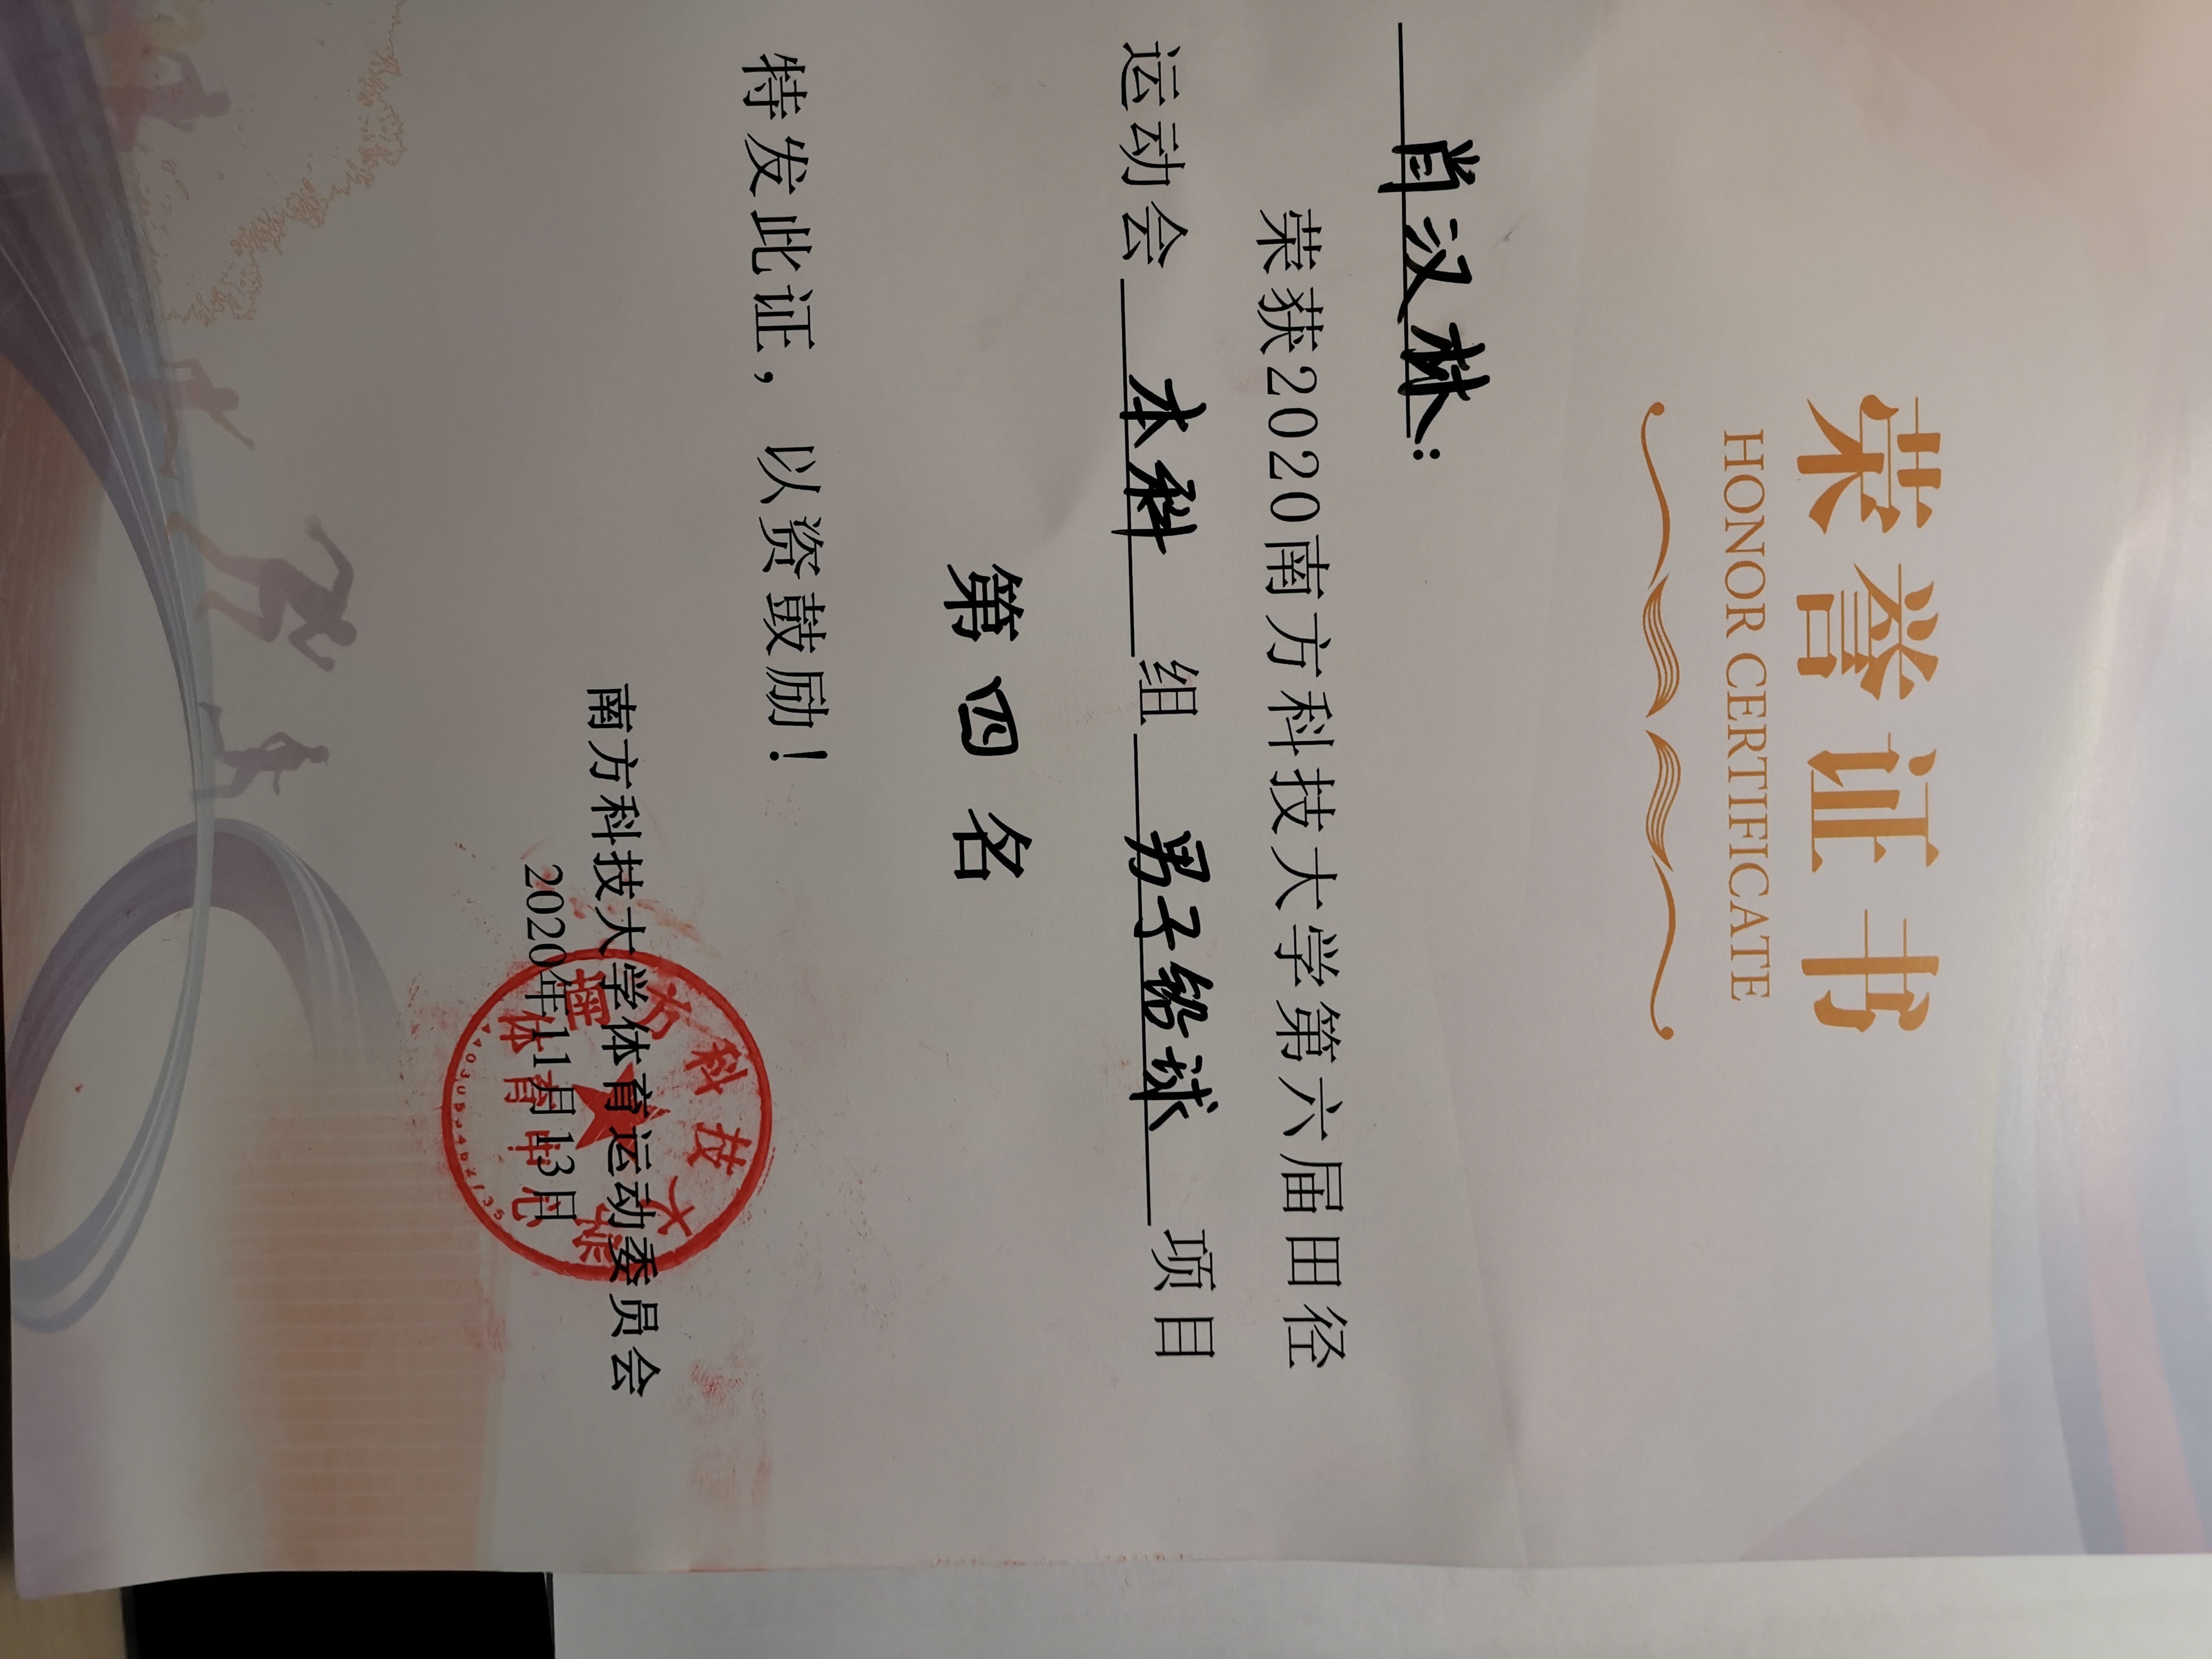 荣誉证书
HONOR CERTIFICATE
肖汉林：
荣获2020南方科技大学第六届田径
运动会 本科 组 男子铅球 项目
第四名
特发此证，以资鼓励！
南方科技大学体育运动委员会
2020年11月13日
南方科技大学
体育中心